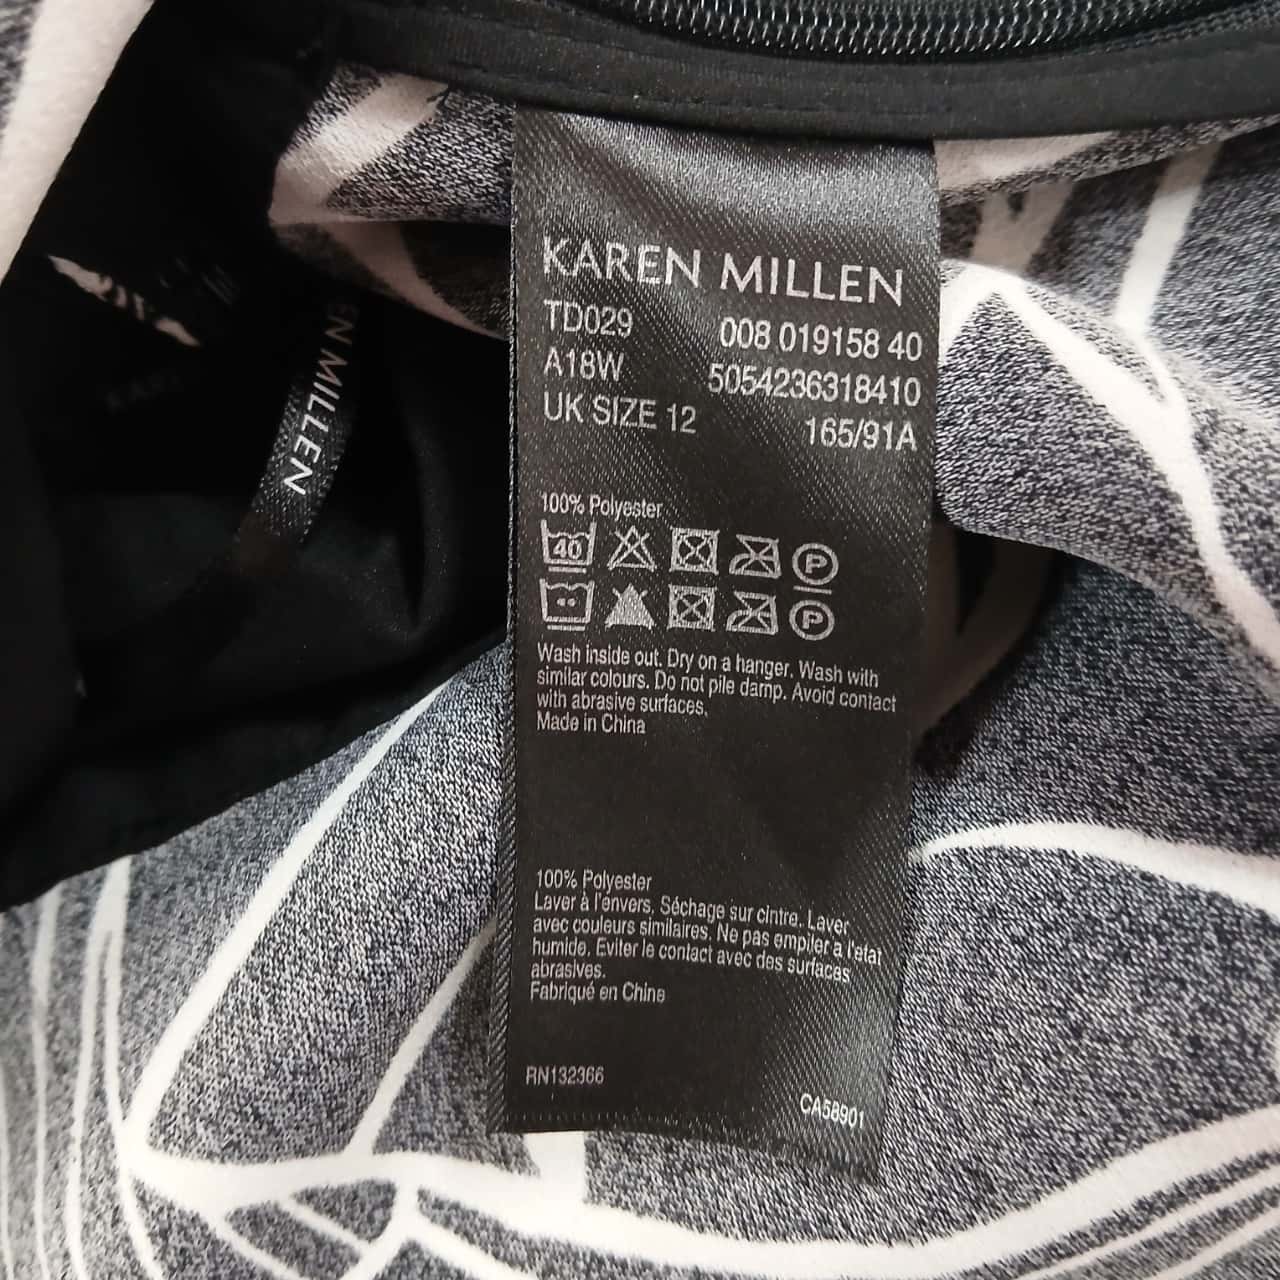 KAREN MILLEN
TD029 008 019158 40
A18W 5054236318410
UK SIZE 12 165/91A
100% Polyester
40
P
P
Wash inside out. Dry on a hanger. Wash with
similar colours. Do not pile damp. Avoid contact
with abrasive surfaces.
Made in China
100% Polyester
Laver à l'envers. Séchage sur cintre. Laver
avec couleurs similaires. Ne pas empiler à l'état
humide. Eviter le contact avec des surfaces
abrasives.
Fabriqué en Chine
RN132366
CA58901
EN MILLEN